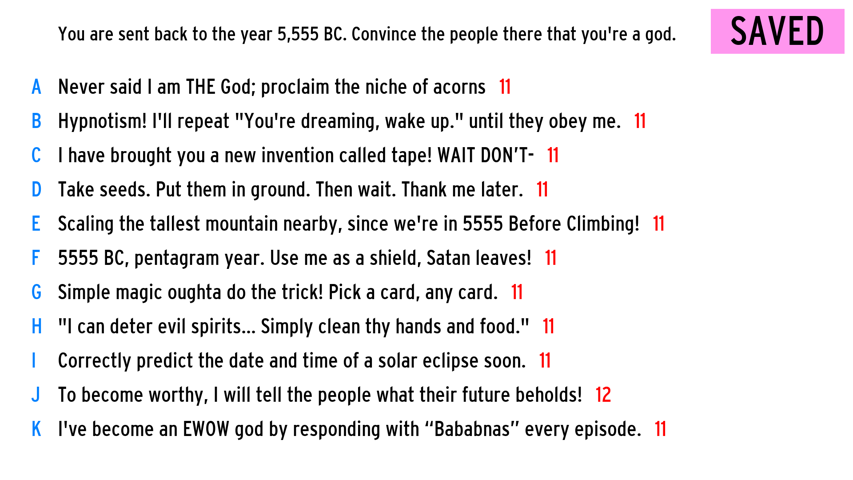 You are sent back to the year 5,555 BC. Convince the people there that you're a god.
SAVED
A Never said I am THE God; proclaim the niche of acorns 11
B Hypnotism! I'll repeat "You're dreaming, wake up." until they obey me. 11
C I have brought you a new invention called tape! WAIT DON’T- 11
D Take seeds. Put them in ground. Then wait. Thank me later. 11
E Scaling the tallest mountain nearby, since we're in 5555 Before Climbing! 11
F 5555 BC, pentagram year. Use me as a shield, Satan leaves! 11
G Simple magic oughta do the trick! Pick a card, any card. 11
H "I can deter evil spirits... Simply clean thy hands and food." 11
I Correctly predict the date and time of a solar eclipse soon. 11
J To become worthy, I will tell the people what their future beholds! 12
K I've become an EWOW god by responding with “Bababnas” every episode. 11